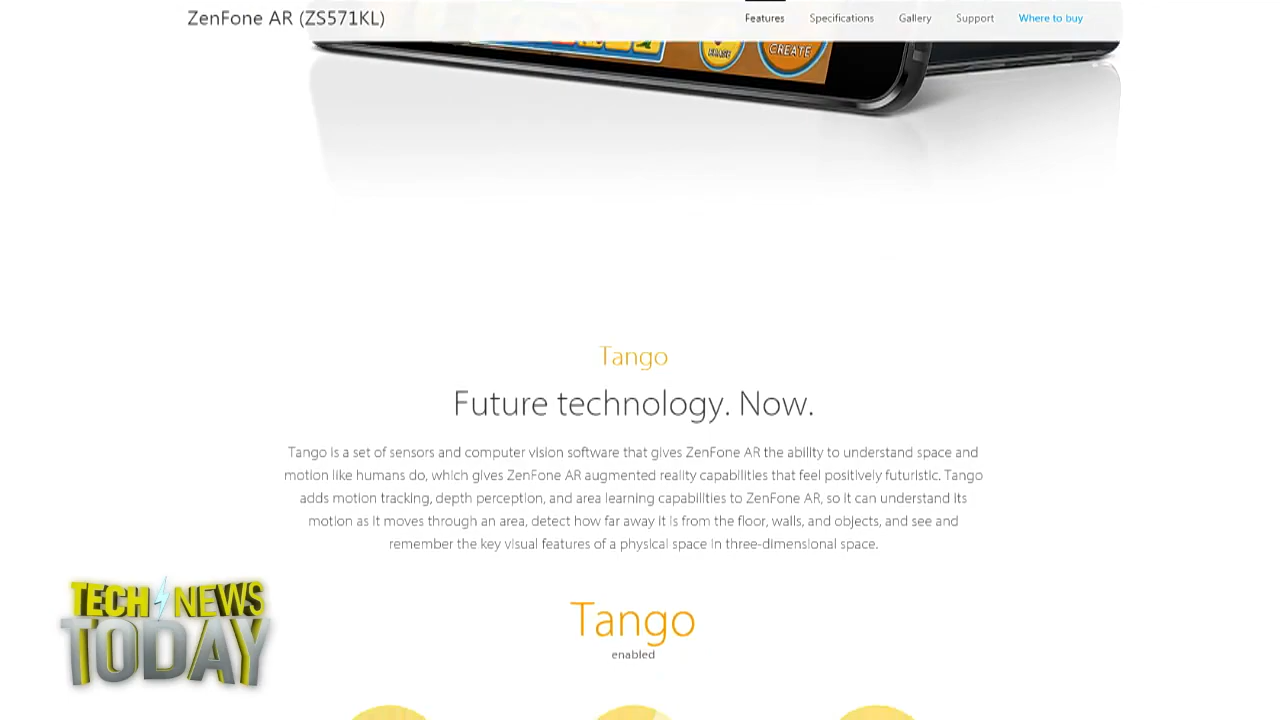 ZenFone AR (ZS571KL)
Features
Specifications
Gallery
Support
Where to buy
ERASE
CREATE
Tango
Future technology. Now.
Tango is a set of sensors and computer vision software that gives ZenFone AR the ability to understand space and
motion like humans do, which gives ZenFone AR augmented reality capabilities that feel positively futuristic. Tango
adds motion tracking, depth perception, and area learning capabilities to ZenFone AR, so it can understand its
motion as it moves through an area, detect how far away it is from the floor, walls, and objects, and see and
remember the key visual features of a physical space in three-dimensional space.
Tango
enabled
TECH NEWS
TODAY